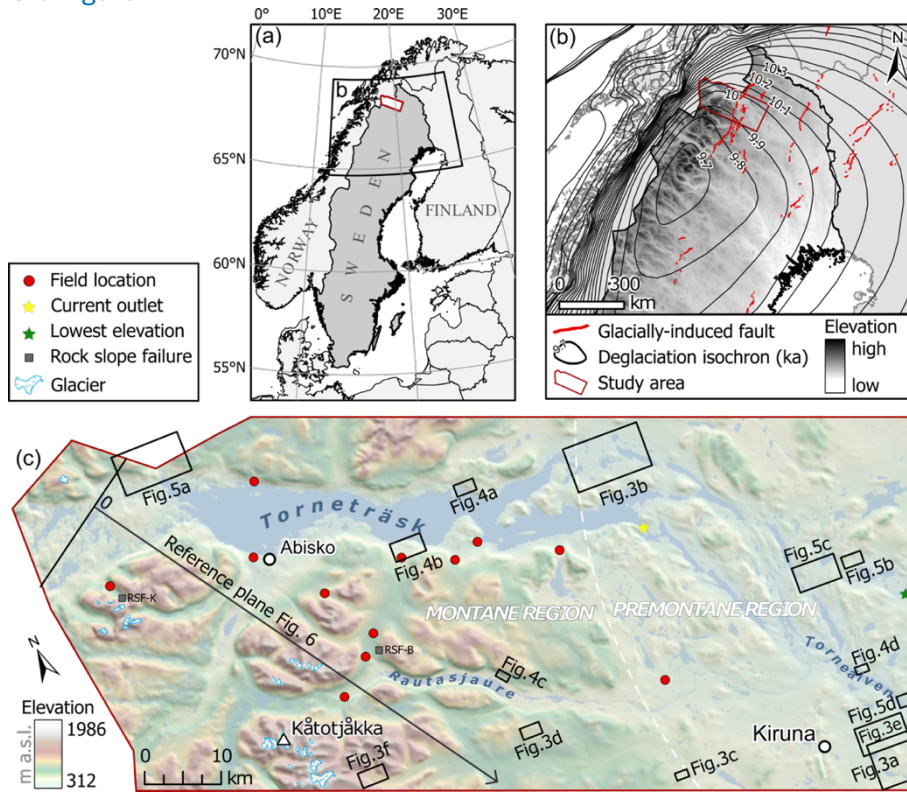 0°
10°
20°
30°
70°N
65°N
60°N
55°N
(a)
b
NORWAY
SWEDEN
FINLAND
(b)
N
10.3
10.2
10.1
10
9.9
9.8
9.7
0 300
km
Field location
Current outlet
Lowest elevation
Rock slope failure
Glacier
Glacially-induced fault
9.7 Deglaciation isochron (ka)
Study area
Elevation
high
low
(c)
Fig.5a
0
Torneträsk
Fig.4a
Fig.3b
Abisko
Fig.4b
Fig.5c
Fig.5b
Reference plane Fig. 6
RSF-K
MONTANE REGION
PREMONTANE REGION
RSF-B
N
Fig.4c
Rautasjaure
Torneälven
Fig.4d
Elevation
m a.s.l.
1986
312
0 10
km
Kåtotjåkka
Fig.3f
Fig.3d
Fig.3c
Kiruna
Fig.5d
Fig.3e
Fig.3a